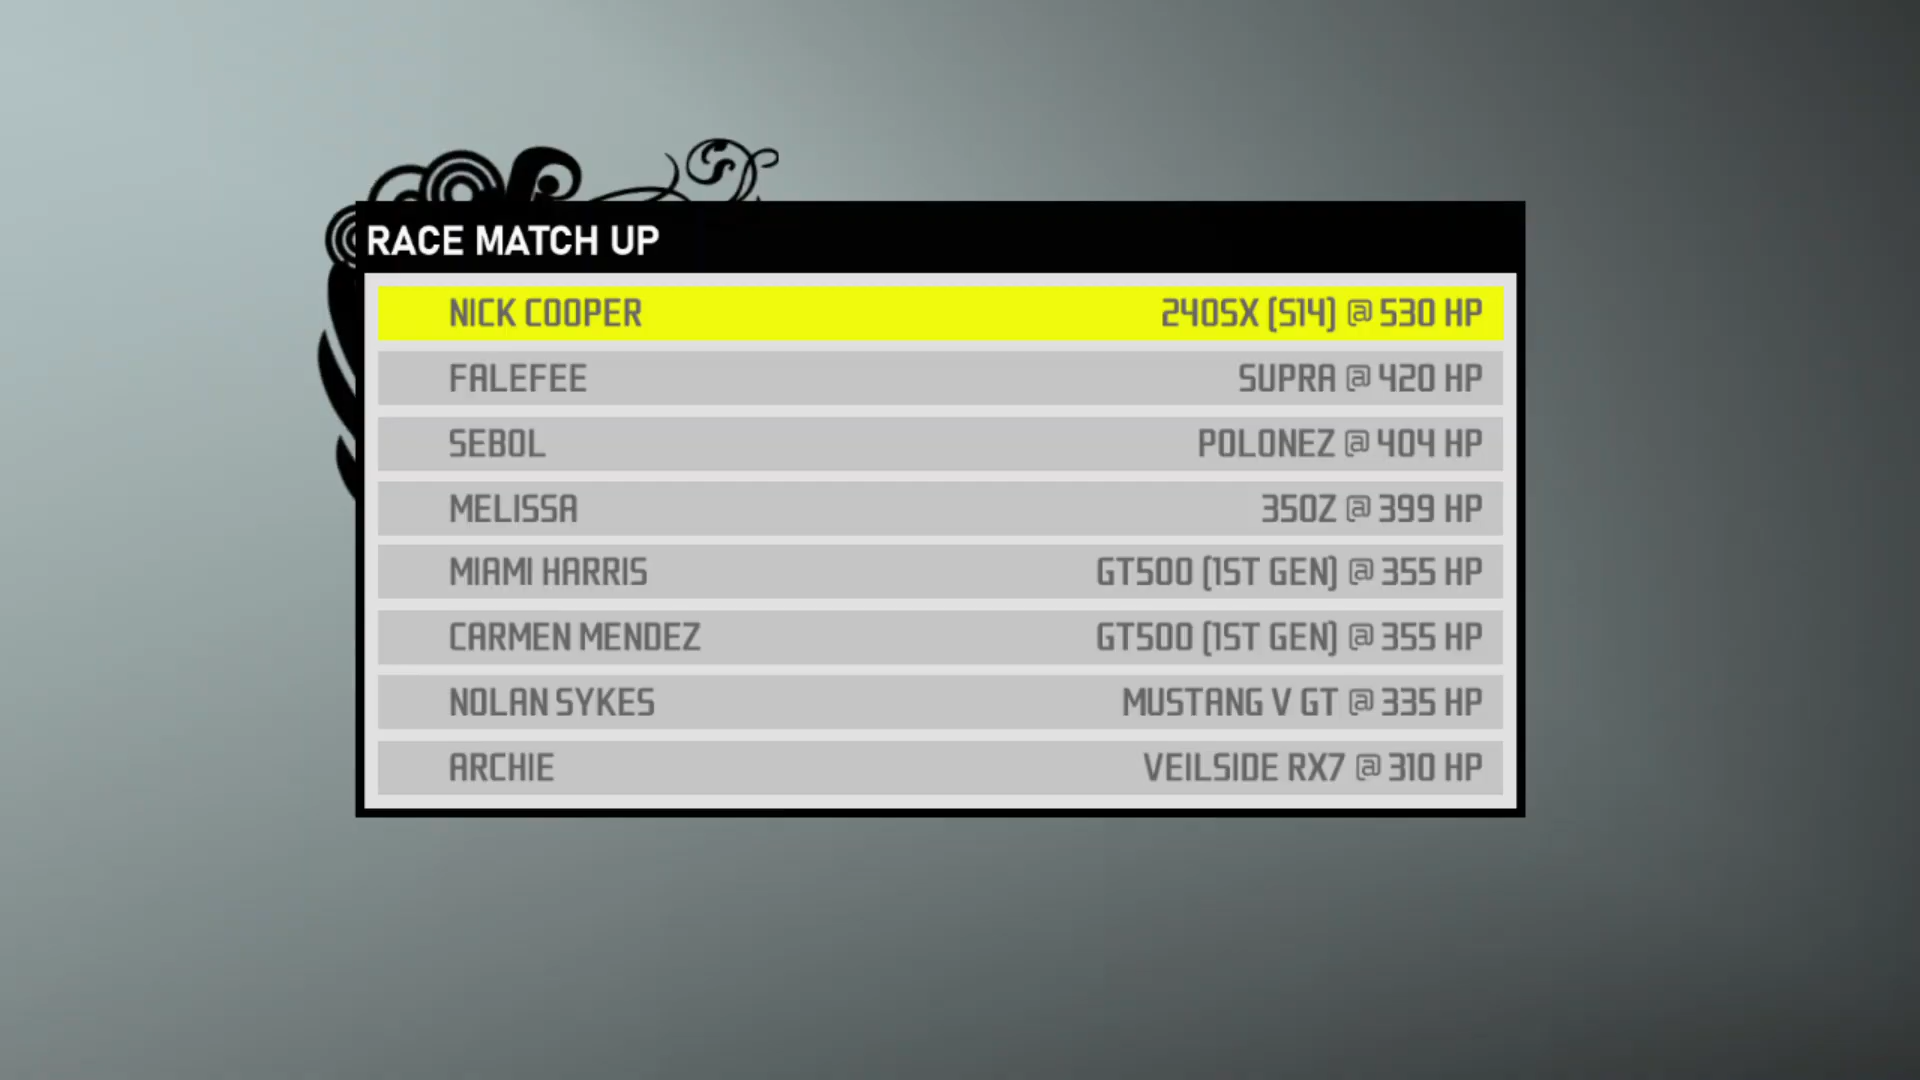 RACE MATCH UP
NICK COOPER 240SX (S14) @ 530 HP
FALEFEE SUPRA @ 420 HP
SEBOL POLONEZ @ 404 HP
MELISSA 350Z @ 399 HP
MIAMI HARRIS GT500 (1ST GEN) @ 355 HP
CARMEN MENDEZ GT500 (1ST GEN) @ 355 HP
NOLAN SYKES MUSTANG V GT @ 335 HP
ARCHIE VEILSIDE RX7 @ 310 HP